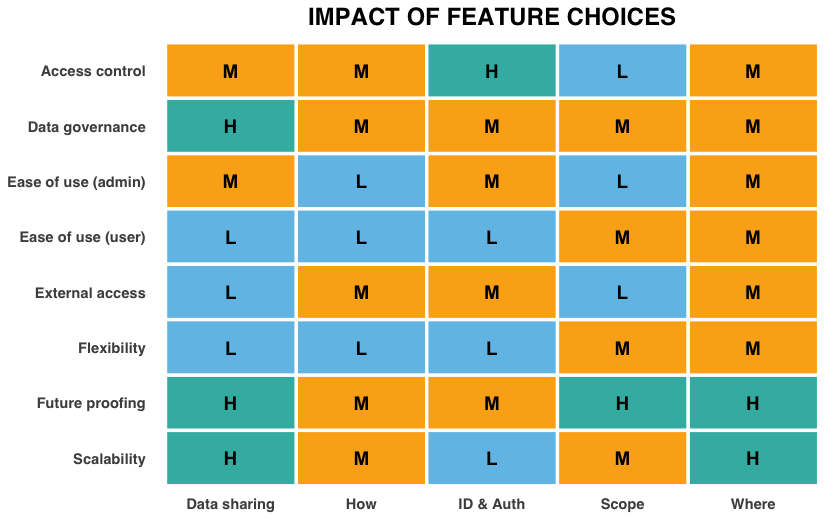 IMPACT OF FEATURE CHOICES
Access control M M H L M
Data governance H M M M M
Ease of use (admin) M L M L M
Ease of use (user) L L L M M
External access L M M L M
Flexibility L L L M M
Future proofing H M M H H
Scalability H M L M H
Data sharing How ID & Auth Scope Where